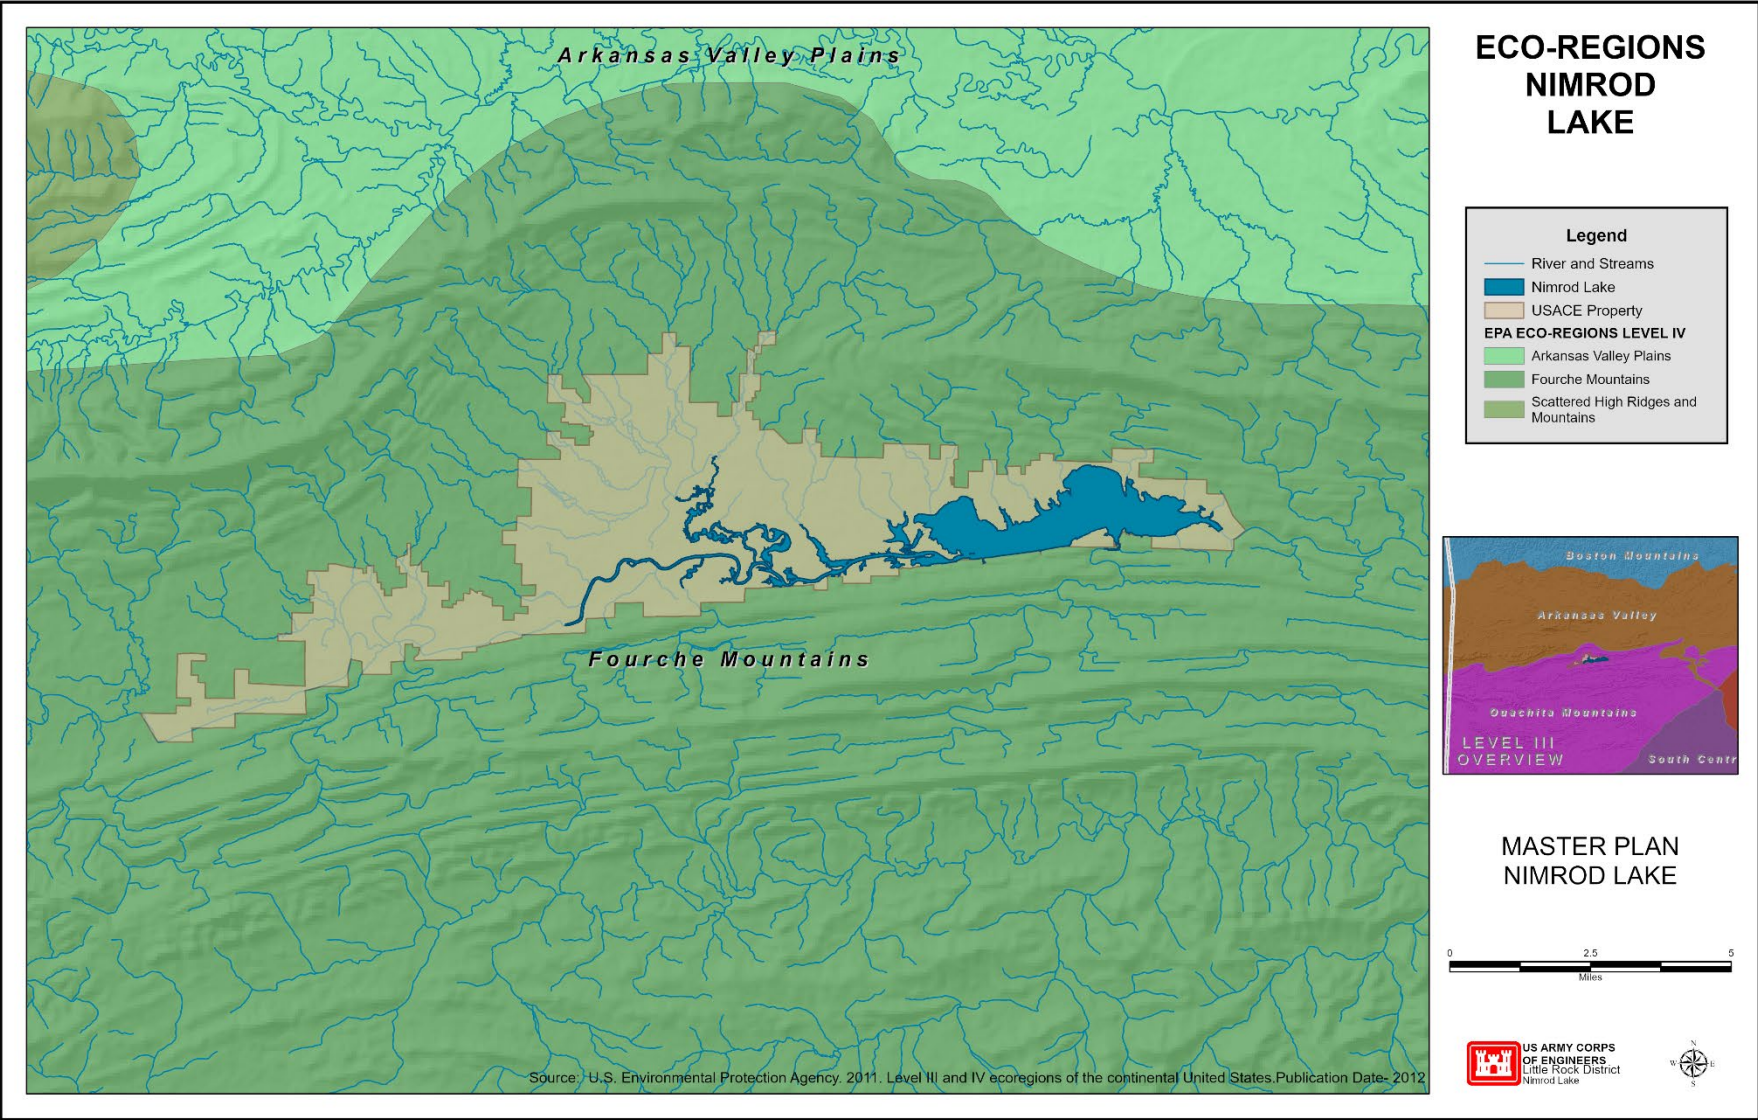 Arkansas Valley Plains
Fourche Mountains
Source: U.S. Environmental Protection Agency. 2011. Level III and IV ecoregions of the continental United States.Publication Date- 2012
ECO-REGIONS
NIMROD
LAKE
Legend
River and Streams
Nimrod Lake
USACE Property
EPA ECO-REGIONS LEVEL IV
Arkansas Valley Plains
Fourche Mountains
Scattered High Ridges and
Mountains
Boston Mountains
Arkansas Valley
Ouachita Mountains
LEVEL III
OVERVIEW
South Centr
MASTER PLAN
NIMROD LAKE
0 2.5 5
Miles
US ARMY CORPS
OF ENGINEERS
Little Rock District
Nimrod Lake
N
W E
S